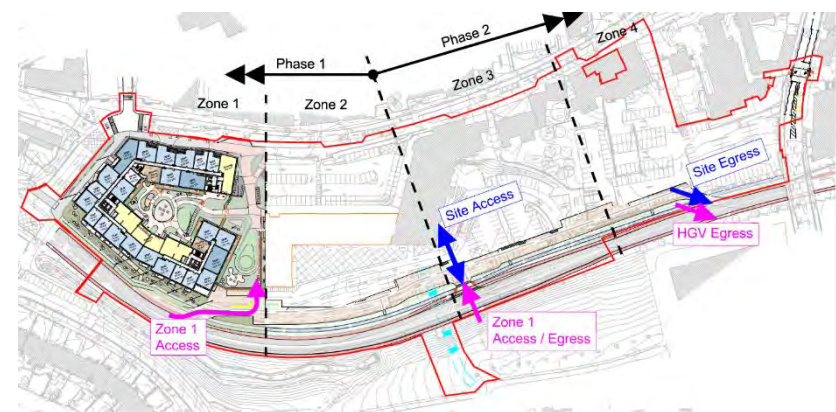 Phase 1
Phase 2
Zone 1
Zone 2
Zone 3
Zone 4
Site Access
Site Egress
HGV Egress
Zone 1
Access
Zone 1
Access / Egress